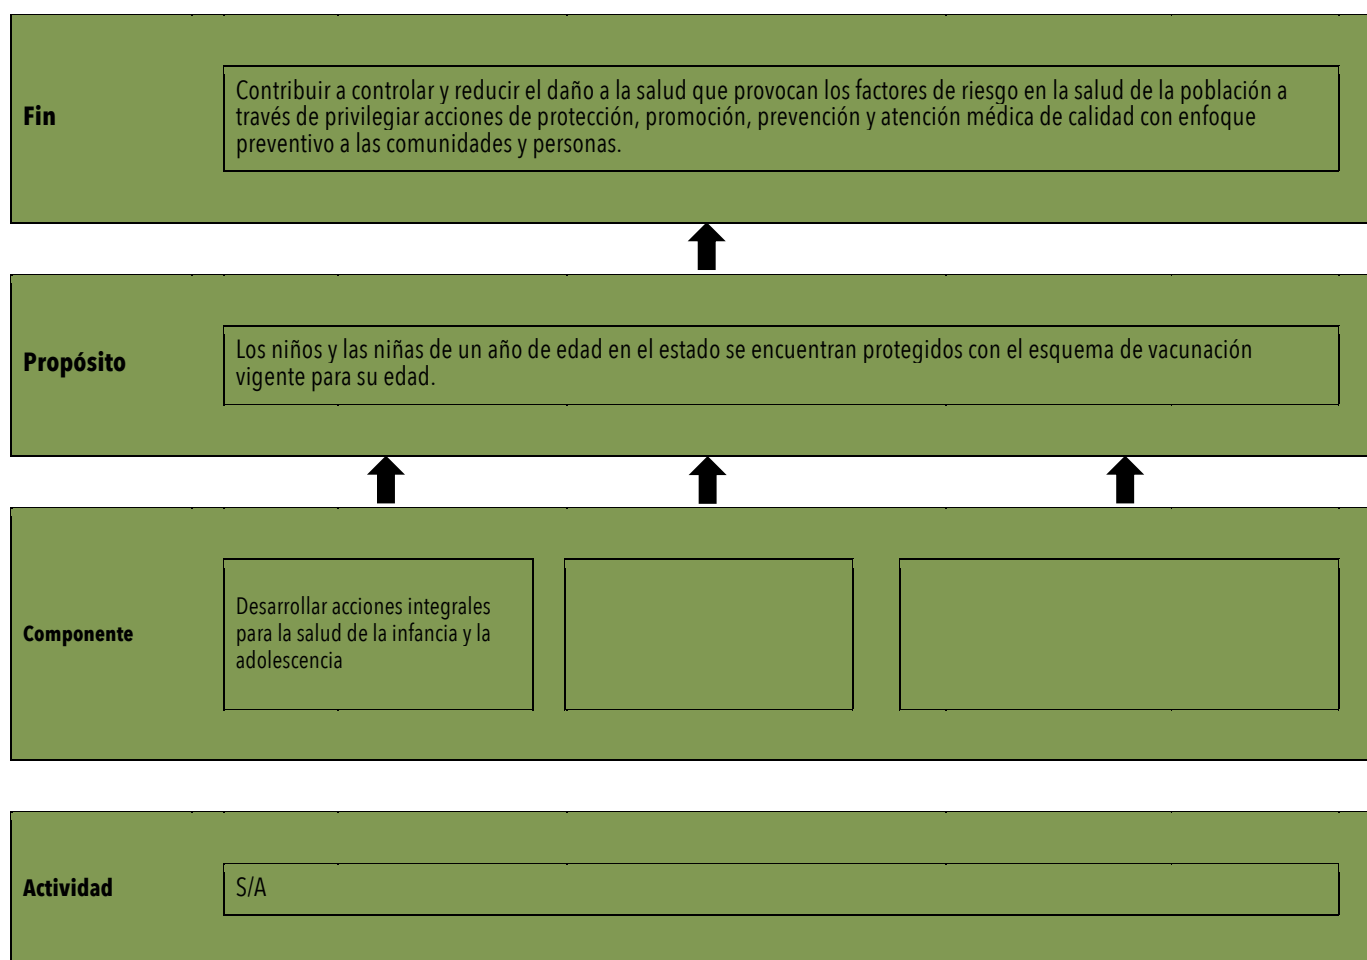 Fin
Contribuir a controlar y reducir el daño a la salud que provocan los factores de riesgo en la salud de la población a
través de privilegiar acciones de protección, promoción, prevención y atención médica de calidad con enfoque
preventivo a las comunidades y personas.
Propósito
Los niños y las niñas de un año de edad en el estado se encuentran protegidos con el esquema de vacunación
vigente para su edad.
Componente
Desarrollar acciones integrales
para la salud de la infancia y la
adolescencia
Actividad
S/A